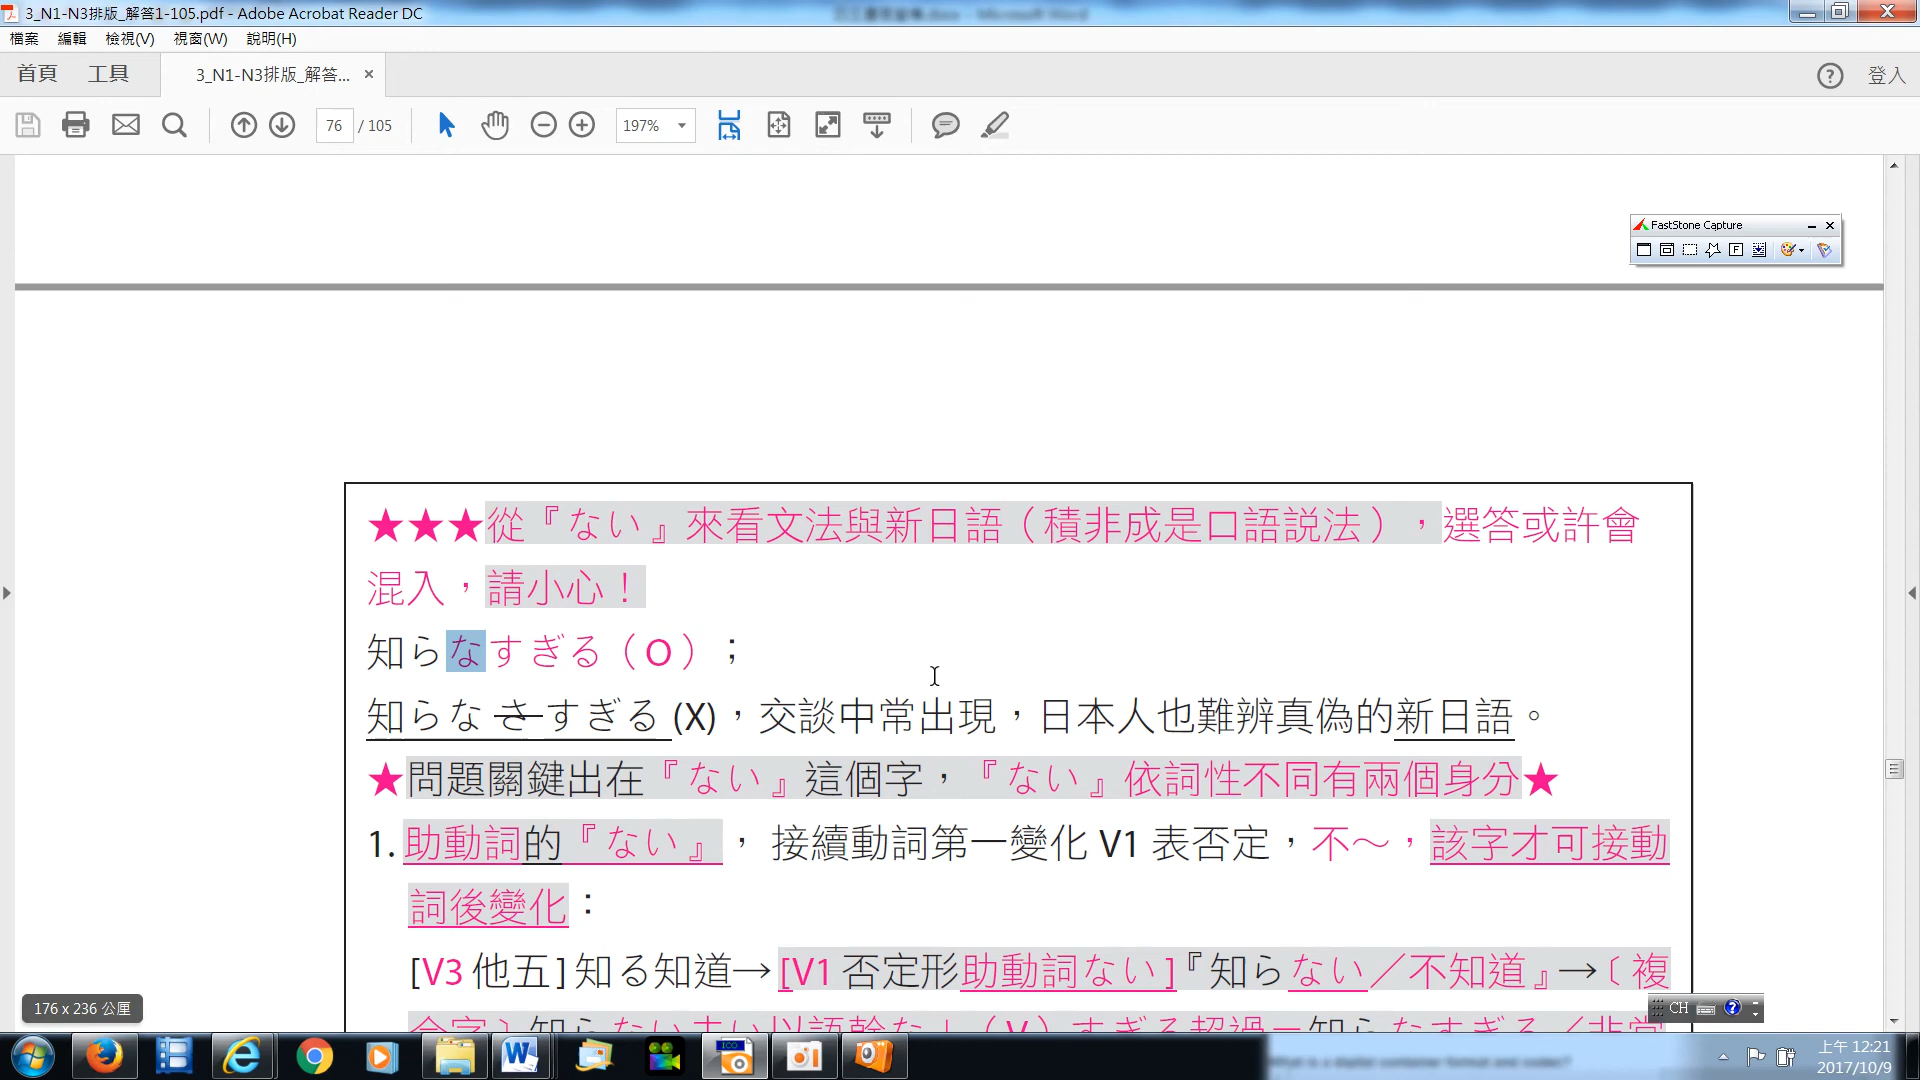 3_N1-N3排版_解答1-105.pdf - Adobe Acrobat Reader DC
檔案 編輯 檢視(V) 視窗(W) 說明(H)
首頁 工具 3_N1-N3排版_解答... × 登入
76 / 105 197%
FastStone Capture
★★★從『ない』來看文法與新日語（積非成是口語説法），選答或許會
混入，請小心！
知らなすぎる（O）；
知らなさすぎる(X)，交談中常出現，日本人也難辨真偽的新日語。
★問題關鍵出在『ない』這個字，『ない』依詞性不同有兩個身分★
1. 助動詞的『ない』， 接續動詞第一變化 V1 表否定，不～，該字才可接動
詞後變化：
[V3 他五] 知る知道→[V1 否定形助動詞ない]『知らない／不知道』→〔複
176 x 236 公厘
CH
上午 12:21
2017/10/9